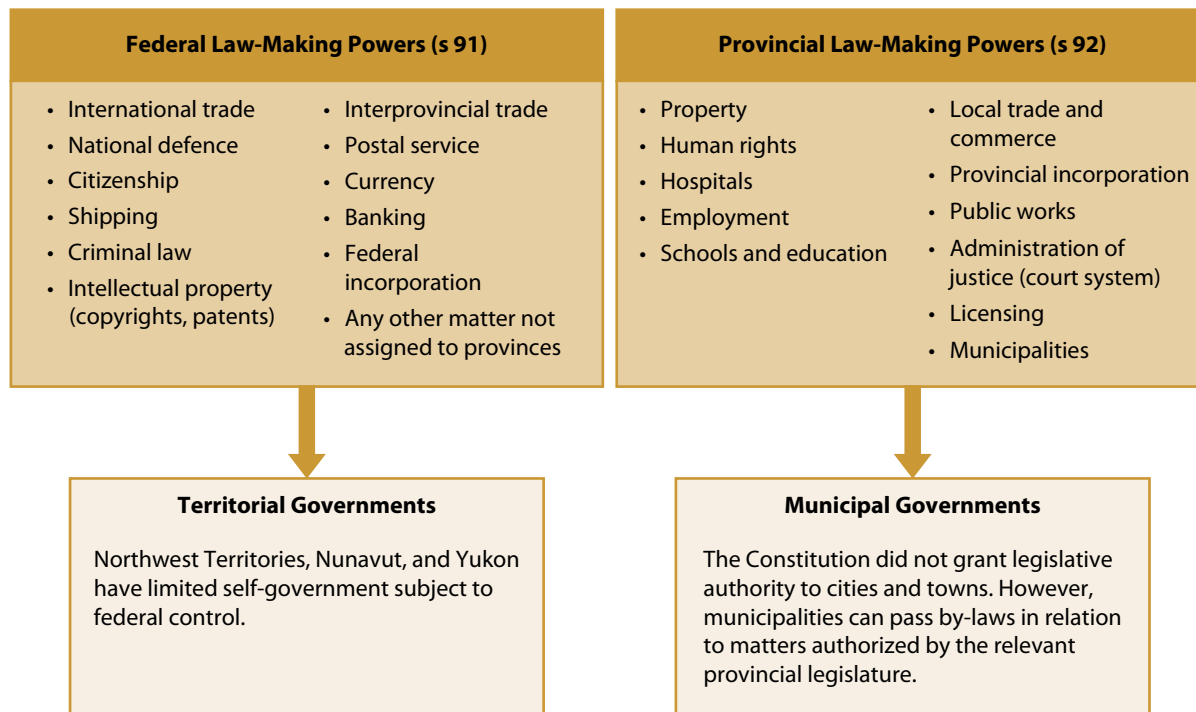 Federal Law-Making Powers (s 91)
• International trade
• National defence
• Citizenship
• Shipping
• Criminal law
• Intellectual property
(copyrights, patents)
• Interprovincial trade
• Postal service
• Currency
• Banking
• Federal
incorporation
• Any other matter not
assigned to provinces
Provincial Law-Making Powers (s 92)
• Property
• Human rights
• Hospitals
• Employment
• Schools and education
• Local trade and
commerce
• Provincial incorporation
• Public works
• Administration of
justice (court system)
• Licensing
• Municipalities
Territorial Governments
Northwest Territories, Nunavut, and Yukon
have limited self-government subject to
federal control.
Municipal Governments
The Constitution did not grant legislative
authority to cities and towns. However,
municipalities can pass by-laws in relation
to matters authorized by the relevant
provincial legislature.